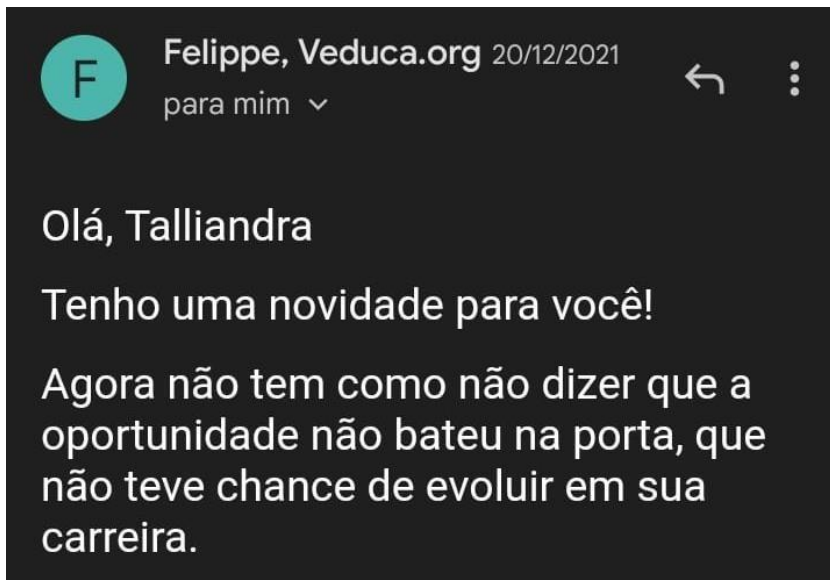 F
Felippe, Veduca.org 20/12/2021
para mim
Olá, Talliandra
Tenho uma novidade para você!
Agora não tem como não dizer que a
oportunidade não bateu na porta, que
não teve chance de evoluir em sua
carreira.